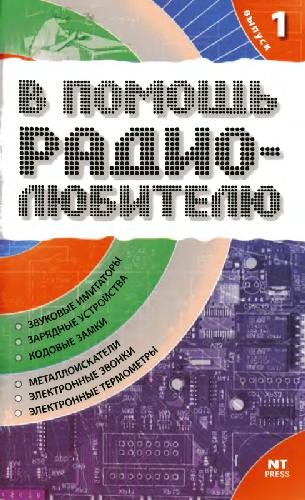 выпуск 1
В ПОМОЩЬ
РАДИО-
ЛЮБИТЕЛЮ
ЗВУКОВЫЕ ИМИТАТОРЫ
ЗАРЯДНЫЕ УСТРОЙСТВА
КОДОВЫЕ ЗАМКИ
МЕТАЛЛОИСКАТЕЛИ
ЭЛЕКТРОННЫЕ ЗВОНКИ
ЭЛЕКТРОННЫЕ ТЕРМОМЕТРЫ
NT
PRESS